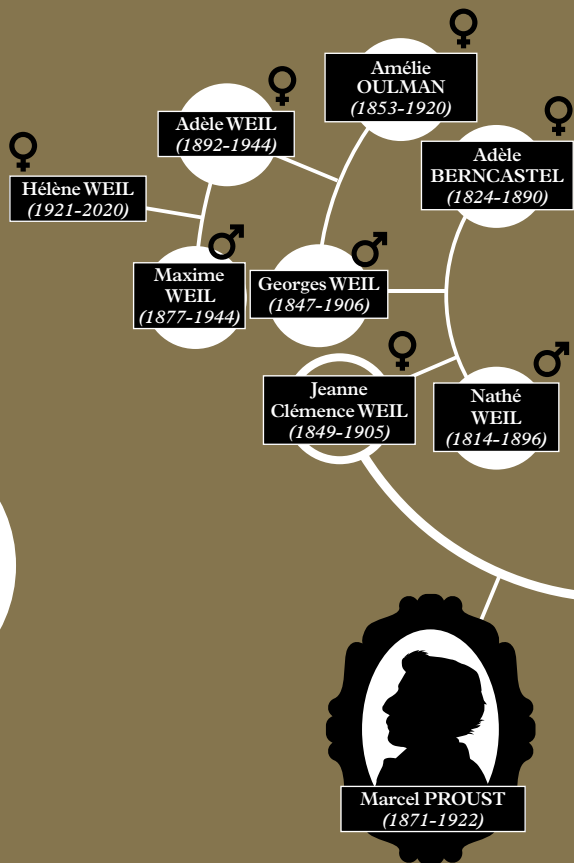 Amélie
OULMAN
(1853-1920)
Adèle WEIL
(1892-1944)
Adèle
BERNCASTEL
(1824-1890)
Hélène WEIL
(1921-2020)
Maxime
WEIL
(1877-1944)
Georges WEIL
(1847-1906)
Jeanne
Clémence WEIL
(1849-1905)
Nathé
WEIL
(1814-1896)
Marcel PROUST
(1871-1922)